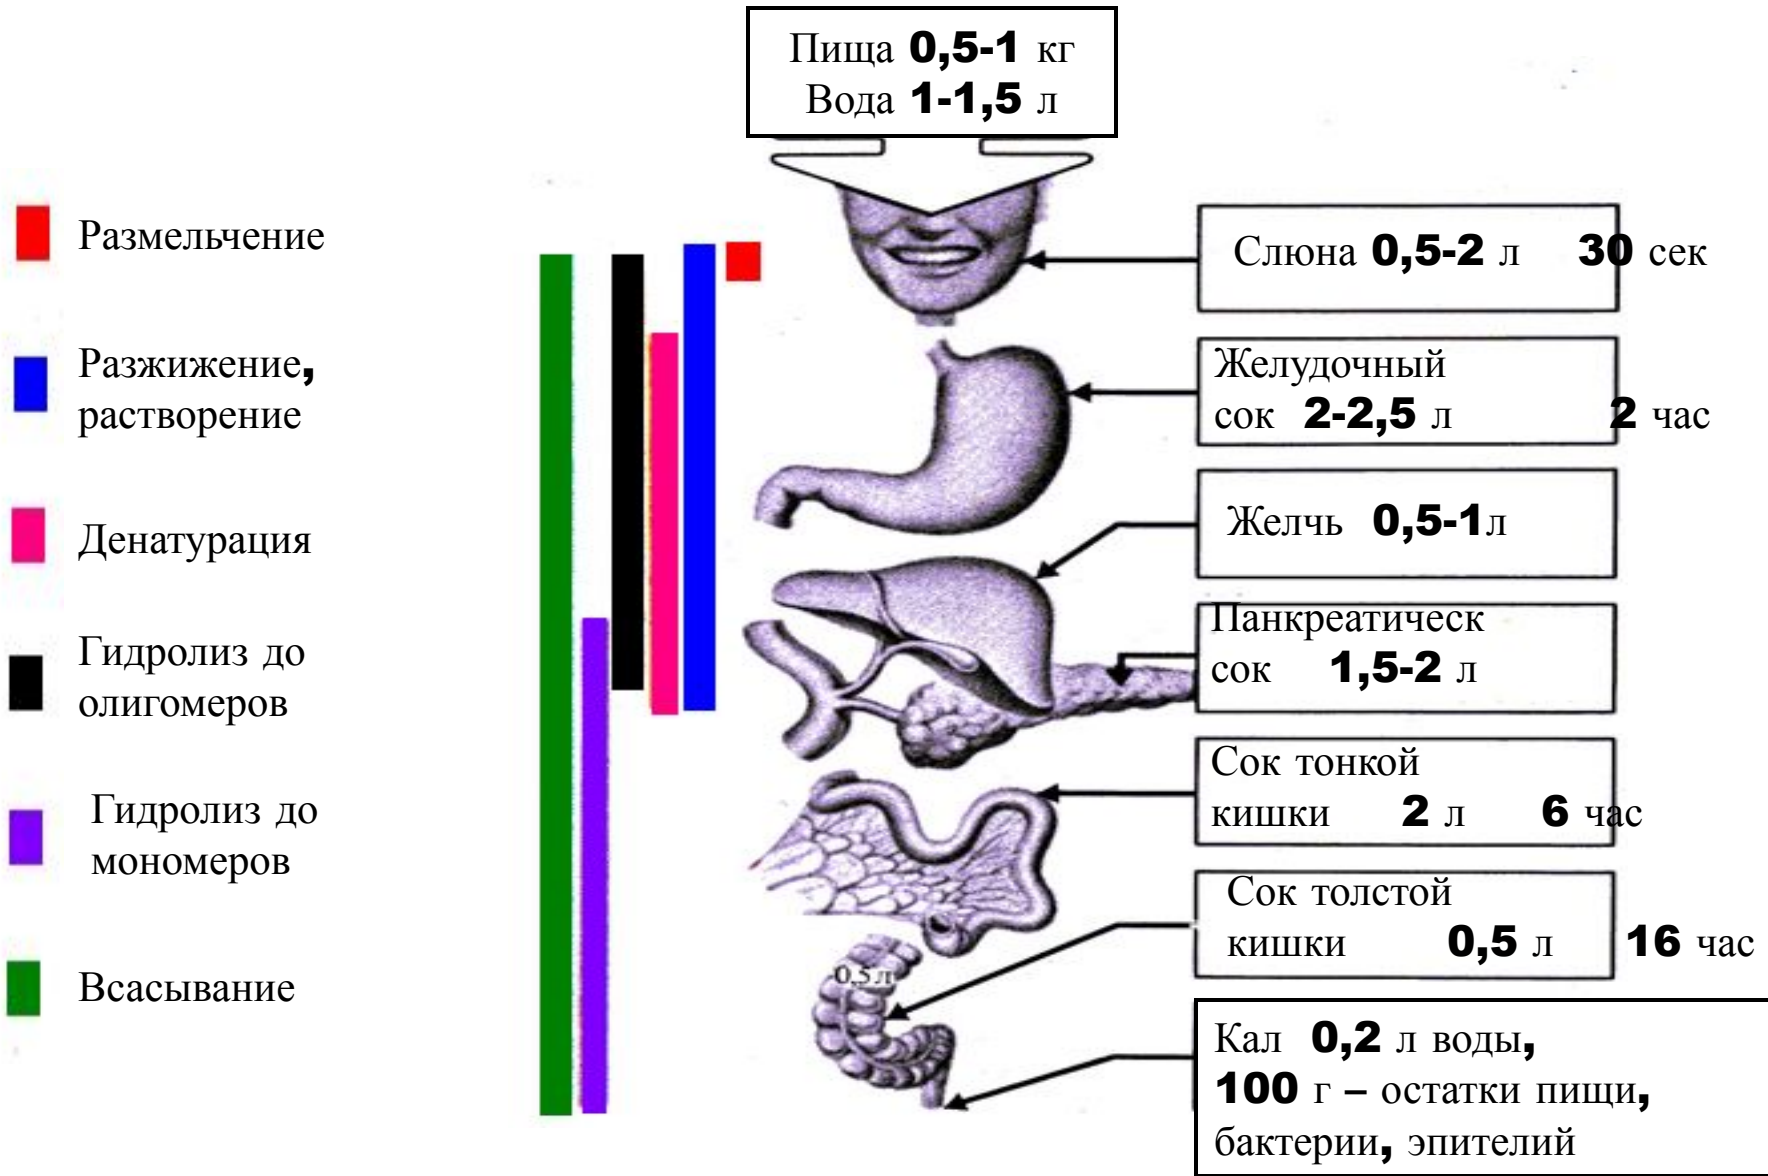 Пища 0,5-1 кг
Вода 1-1,5 л
Размельчение
Разжижение,
растворение
Денатурация
Гидролиз до
олигомеров
Гидролиз до
мономеров
Всасывание
Слюна 0,5-2 л 30 сек
Желудочный
сок 2-2,5 л 2 час
Желчь 0,5-1л
Панкреатическ
сок 1,5-2 л
Сок тонкой
кишки 2 л 6 час
Сок толстой
кишки 0,5 л 16 час
0,5 л
Кал 0,2 л воды,
100 г – остатки пищи,
бактерии, эпителий